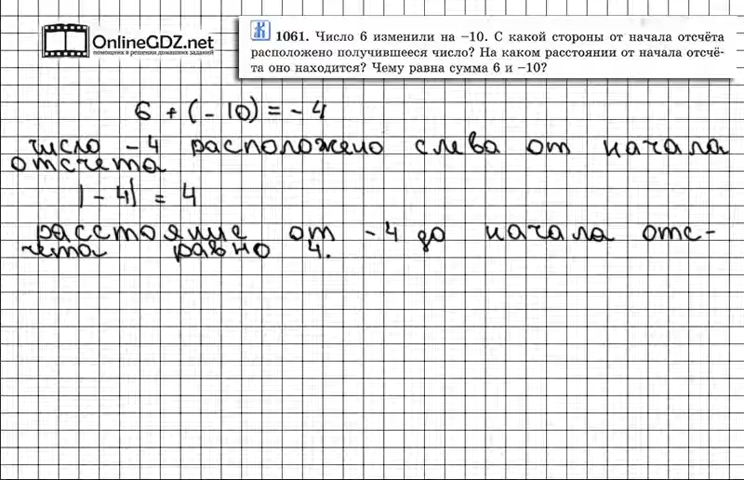 OnlineGDZ.net
помощник в решении домашних заданий
1061. Число 6 изменили на −10. С какой стороны от начала отсчёта
расположено получившееся число? На каком расстоянии от начала отсчё-
та оно находится? Чему равна сумма 6 и −10?
6 + (- 10) = - 4
число - 4 расположено слева от начала
отсчета
|- 4| = 4
расстояние от - 4 до начала отс-
чета равно 4.